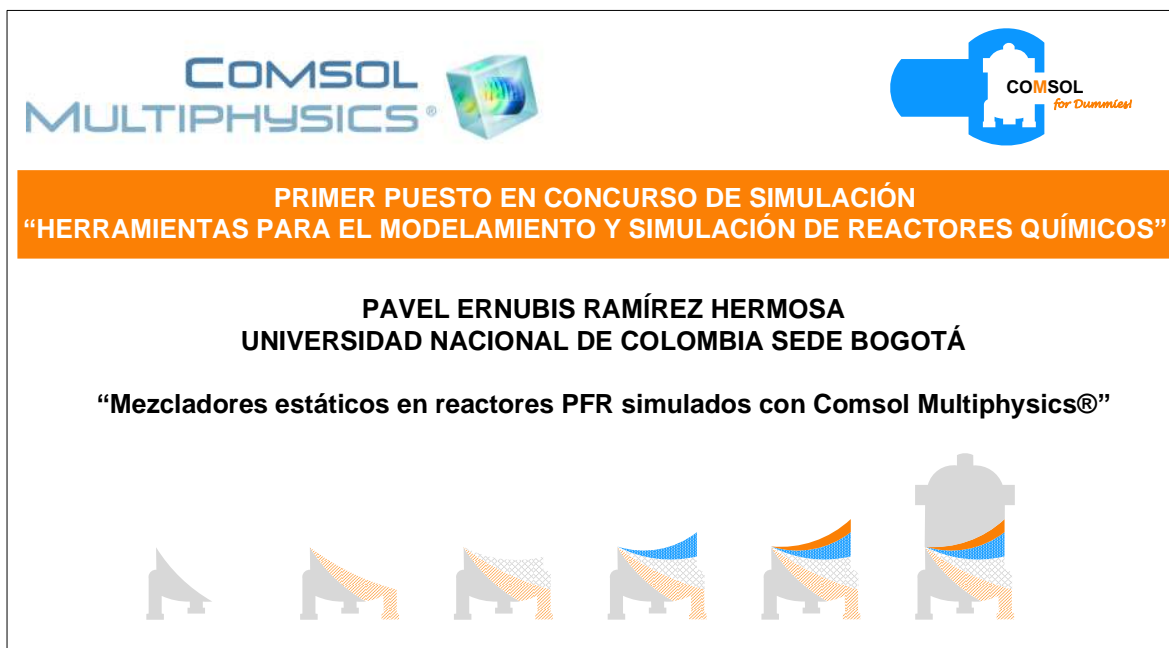 COMSOL
MULTIPHYSICS®
COMSOL
for Dummies!
PRIMER PUESTO EN CONCURSO DE SIMULACIÓN
“HERRAMIENTAS PARA EL MODELAMIENTO Y SIMULACIÓN DE REACTORES QUÍMICOS”
PAVEL ERNUBIS RAMÍREZ HERMOSA
UNIVERSIDAD NACIONAL DE COLOMBIA SEDE BOGOTÁ
“Mezcladores estáticos en reactores PFR simulados con Comsol Multiphysics®”